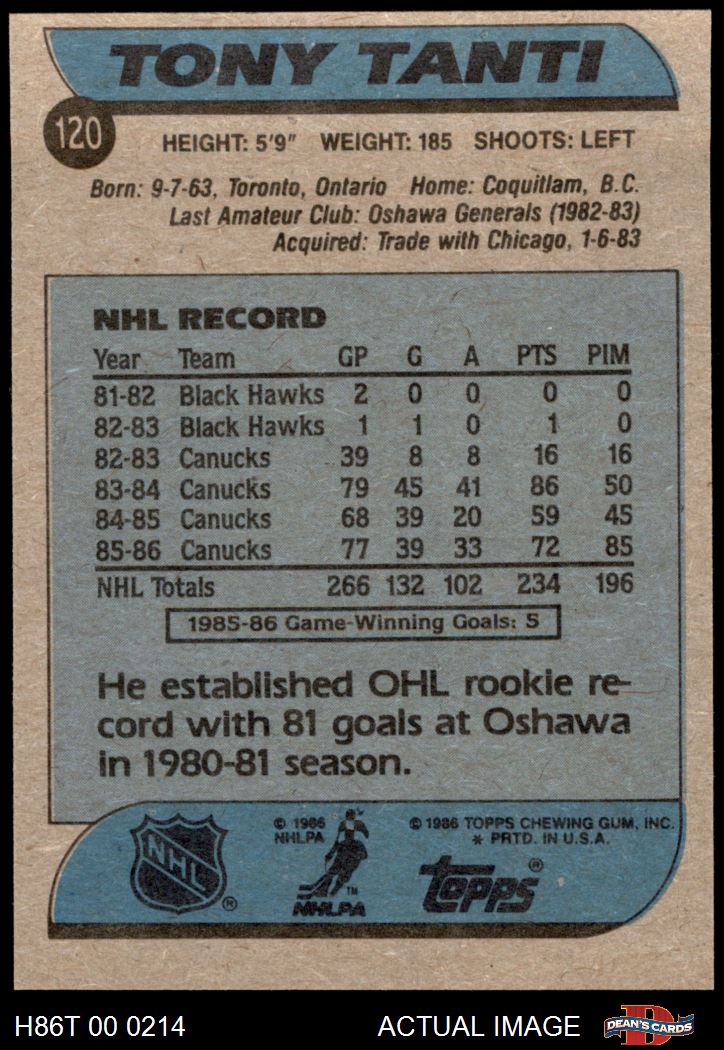 TONY TANTI
120
HEIGHT: 5'9" WEIGHT: 185 SHOOTS: LEFT
Born: 9-7-63, Toronto, Ontario Home: Coquitlam, B.C.
Last Amateur Club: Oshawa Generals (1982-83)
Acquired: Trade with Chicago, 1-6-83
NHL RECORD
Year Team GP G A PTS PIM
81-82 Black Hawks 2 0 0 0 0
82-83 Black Hawks 1 1 0 1 0
82-83 Canucks 39 8 8 16 16
83-84 Canucks 79 45 41 86 50
84-85 Canucks 68 39 20 59 45
85-86 Canucks 77 39 33 72 85
NHL Totals 266 132 102 234 196
1985-86 Game-Winning Goals: 5
He established OHL rookie re-
cord with 81 goals at Oshawa
in 1980-81 season.
© 1986 © 1986 TOPPS CHEWING GUM, INC.
NHLPA * PRTD. IN U.S.A.
NHL ® NHLPA ™ topps ®
H86T 00 0214 ACTUAL IMAGE D DEAN'S CARDS